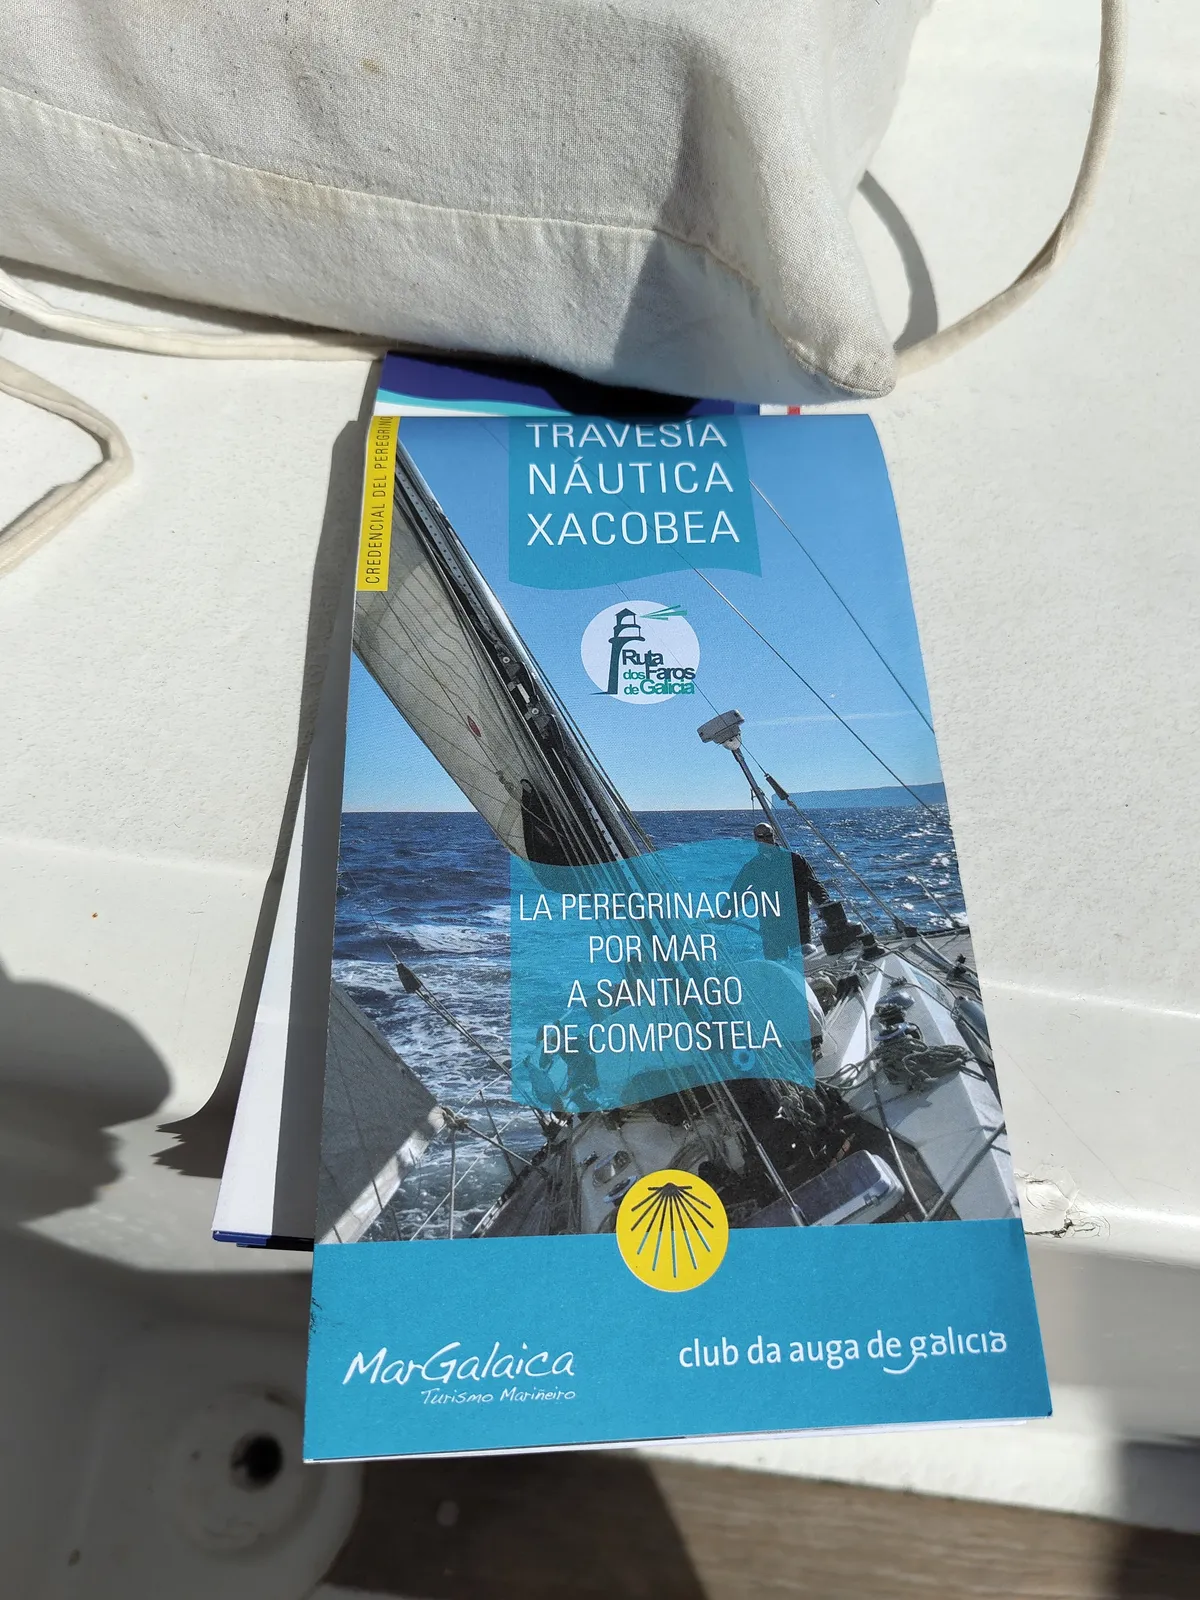 TRAVESÍA
NÁUTICA
XACOBEA
CREDENCIAL DEL PEREGRINO
Ruta
dos Faros
de Galicia
LA PEREGRINACIÓN
POR MAR
A SANTIAGO
DE COMPOSTELA
MarGalaica
Turismo Mariñeiro
club da auga de galicia